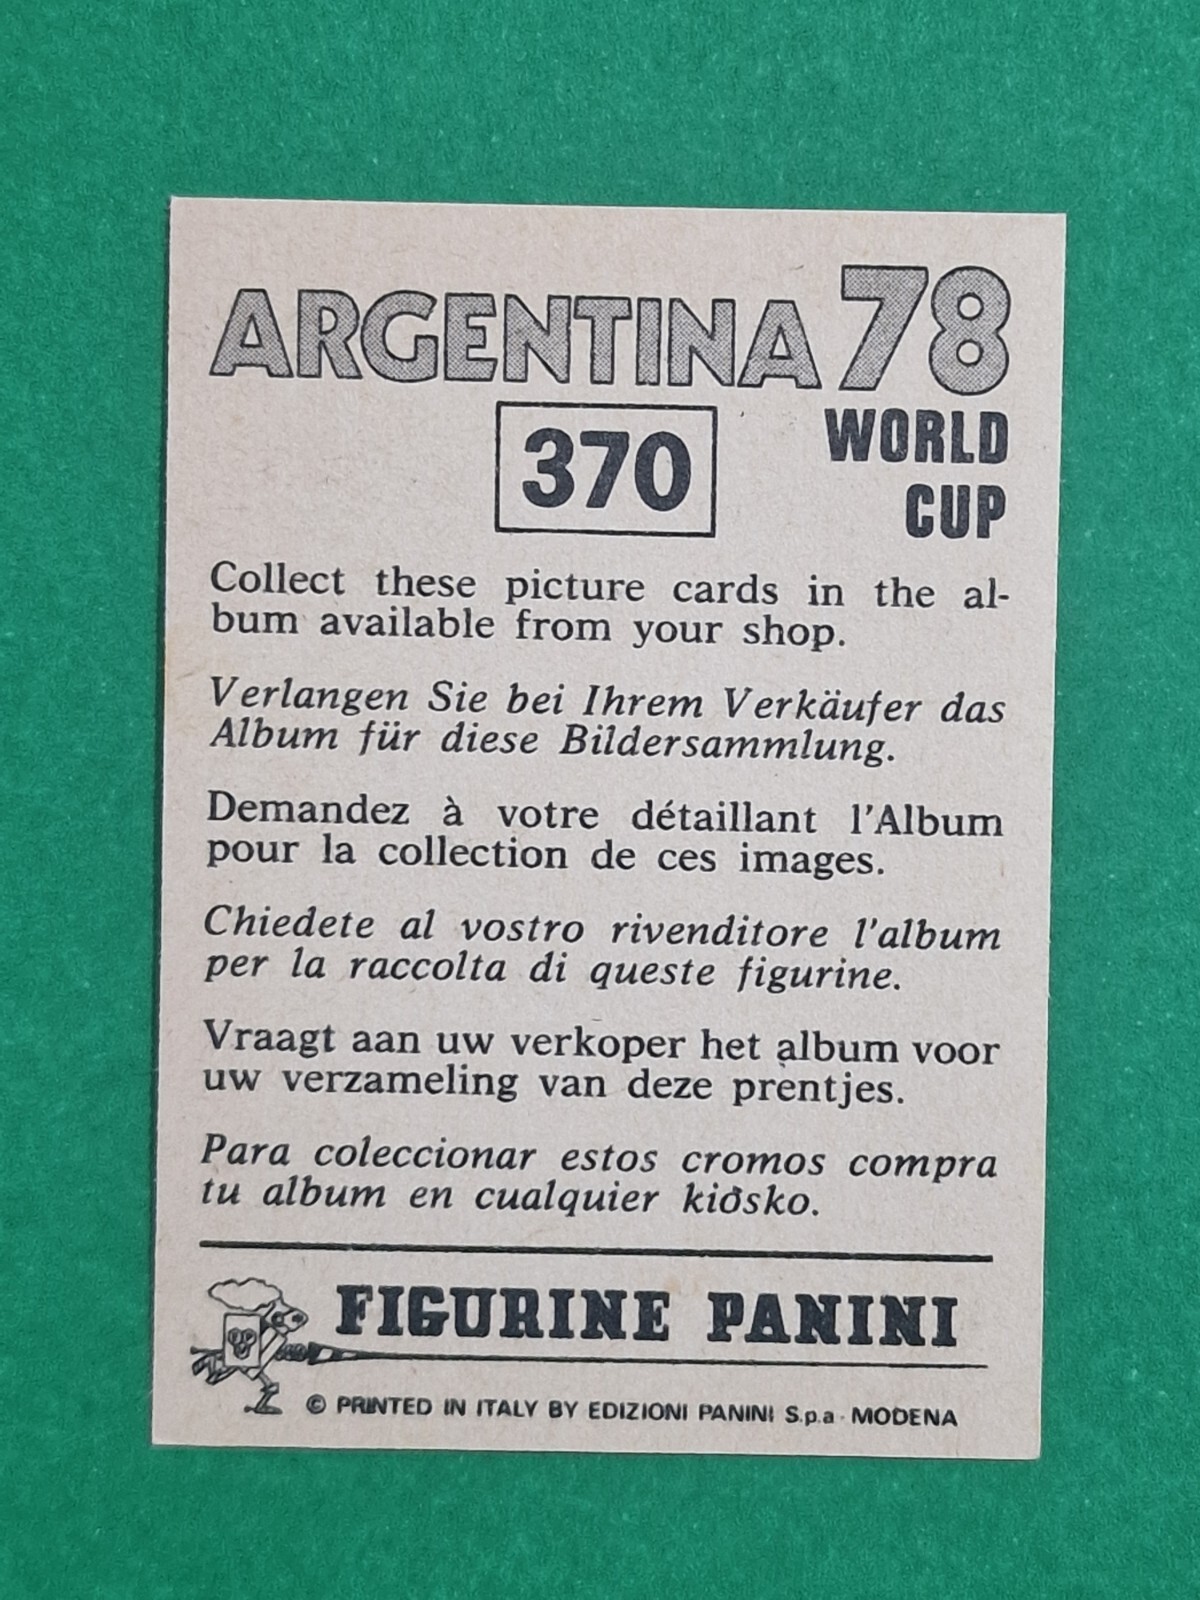 ARGENTINA 78
370
WORLD
CUP
Collect these picture cards in the al-
bum available from your shop.
Verlangen Sie bei Ihrem Verkäufer das
Album für diese Bildersammlung.
Demandez à votre détaillant l'Album
pour la collection de ces images.
Chiedete al vostro rivenditore l'album
per la raccolta di queste figurine.
Vraagt aan uw verkoper het album voor
uw verzameling van deze prentjes.
Para coleccionar estos cromos compra
tu album en cualquier kiosko.
FIGURINE PANINI
© PRINTED IN ITALY BY EDIZIONI PANINI S.p.a - MODENA